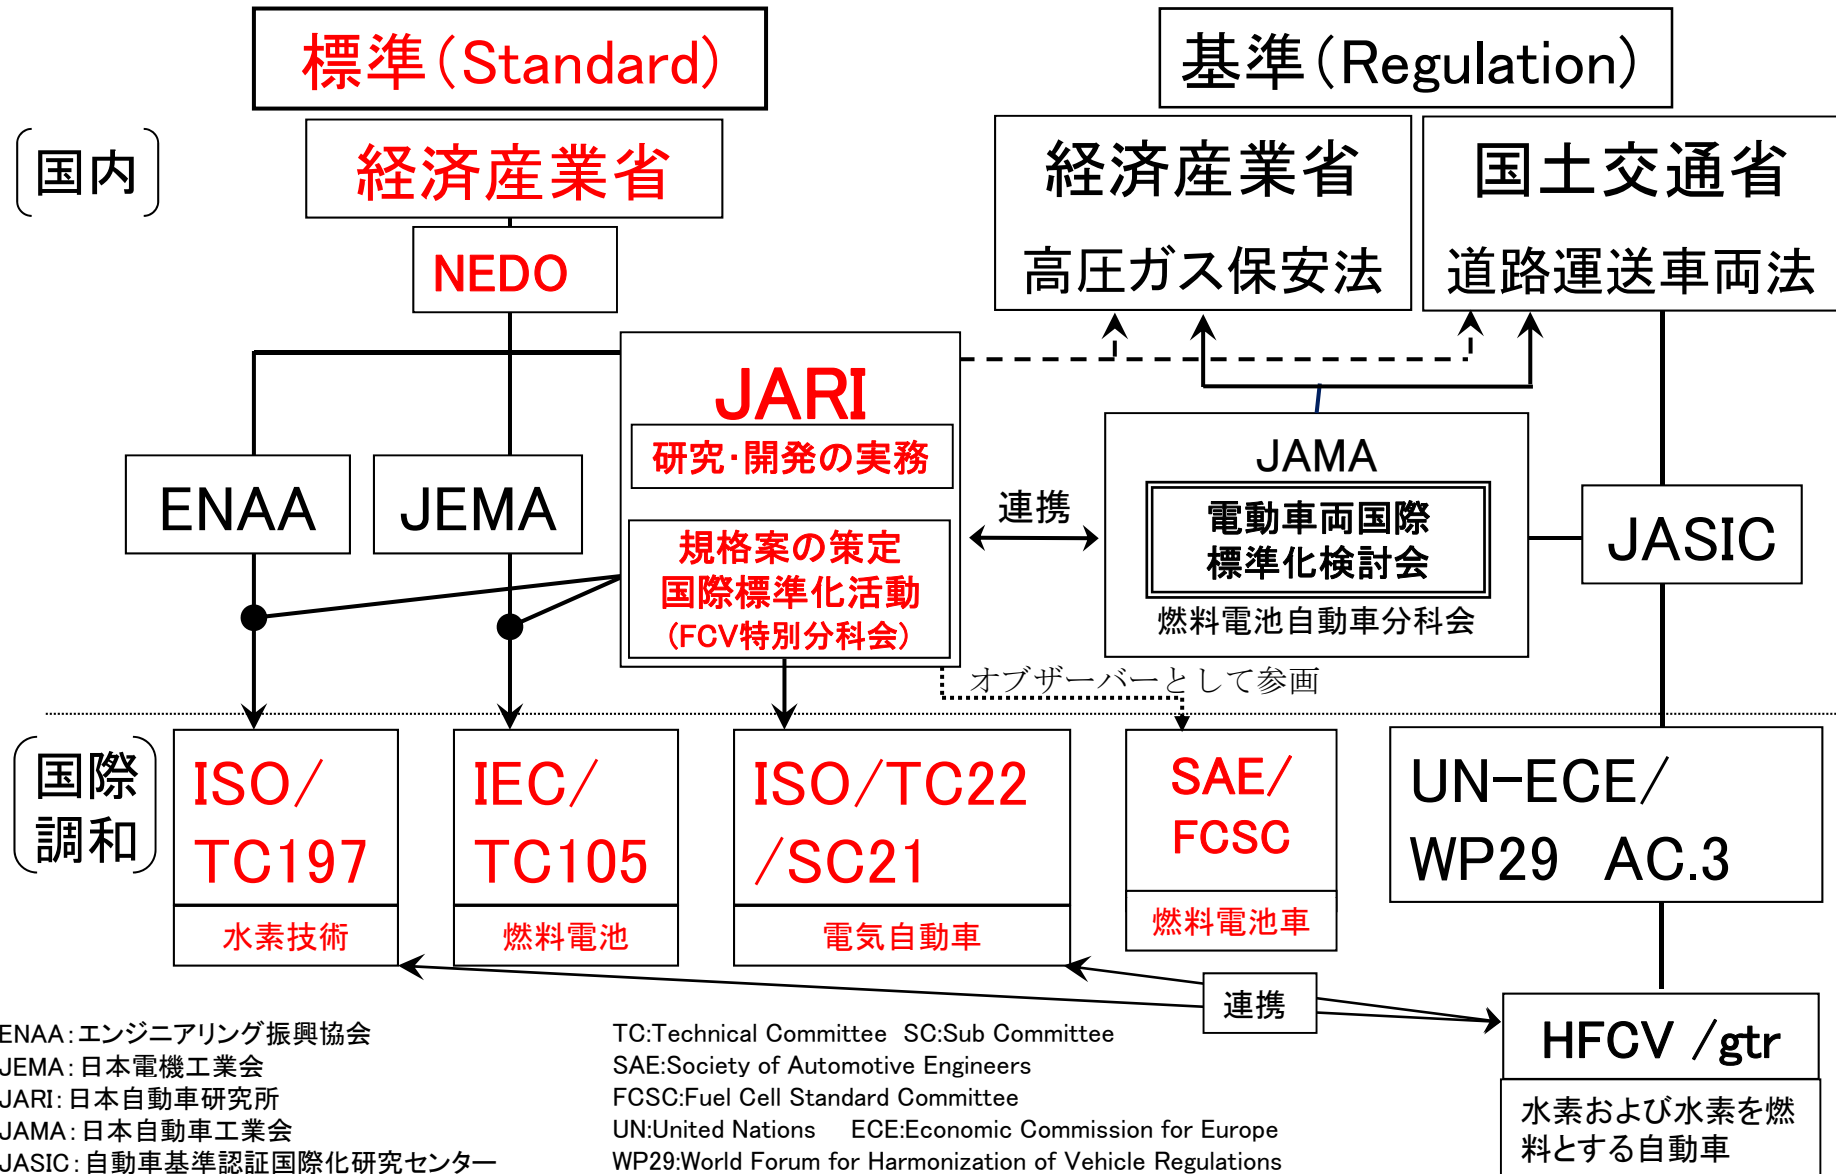 標準(Standard)
基準(Regulation)
国内
経済産業省
経済産業省
国土交通省
高圧ガス保安法
道路運送車両法
NEDO
JARI
研究・開発の実務
JAMA
ENAA
JEMA
連携
電動車両国際
標準化検討会
JASIC
規格案の策定
国際標準化活動
(FCV特別分科会)
燃料電池自動車分科会
オブザーバーとして参画
国際
調和
ISO/
TC197
水素技術
IEC/
TC105
燃料電池
ISO/TC22
/SC21
電気自動車
SAE/
FCSC
燃料電池車
UN-ECE/
WP29 AC.3
連携
HFCV /gtr
水素および水素を燃
料とする自動車
ENAA:エンジニアリング振興協会
JEMA:日本電機工業会
JARI:日本自動車研究所
JAMA:日本自動車工業会
JASIC:自動車基準認証国際化研究センター
TC:Technical Committee SC:Sub Committee
SAE:Society of Automotive Engineers
FCSC:Fuel Cell Standard Committee
UN:United Nations ECE:Economic Commission for Europe
WP29:World Forum for Harmonization of Vehicle Regulations